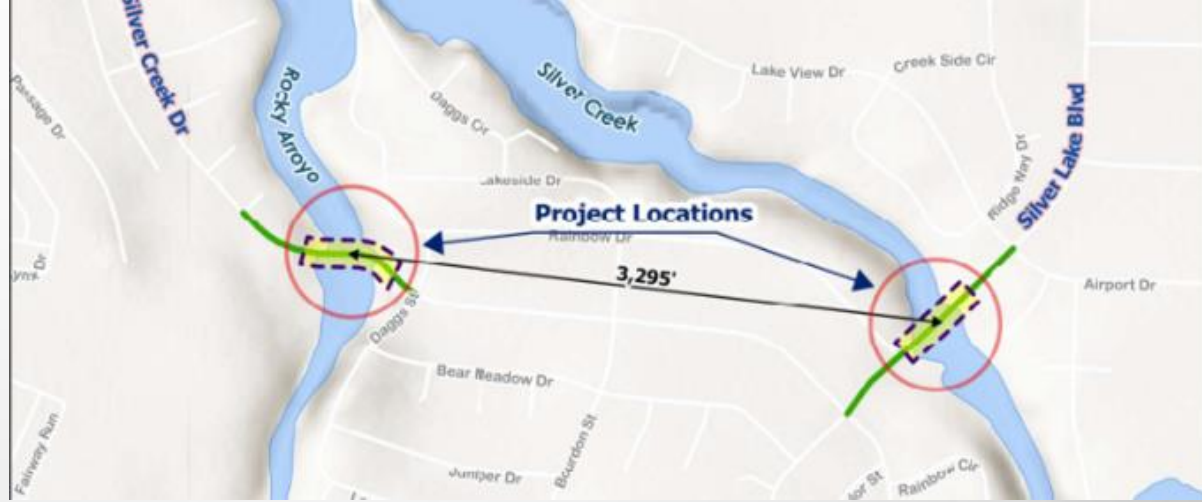 Silver Creek Dr
Passage Dr
Rocky Arroyo
Silver Creek
Daggs Cir
Lake View Dr
Creek Side Cir
Silver Lake Blvd
Ridge Way Dr
Project Locations
Rainbow Dr
3,295'
Airport Dr
Daggs St
Bear Meadow Dr
Bourdon St
Juniper Dr
Fairway Run
Rainbow Cir